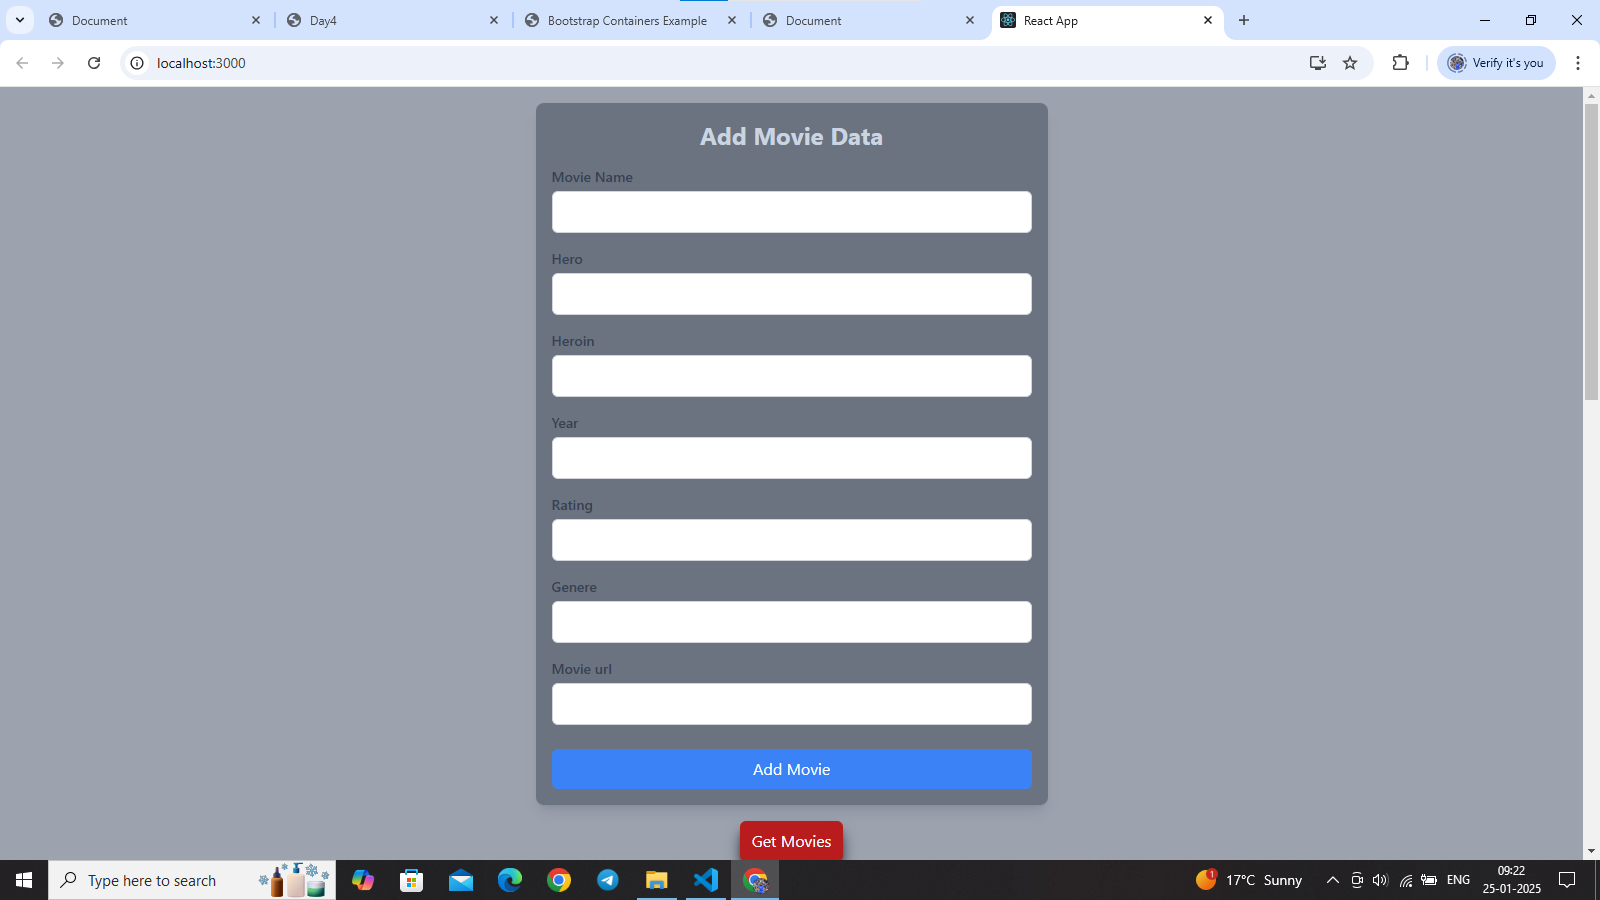 Document
Day4
Bootstrap Containers Example
Document
React App
localhost:3000
Verify it's you
Add Movie Data
Movie Name
Hero
Heroin
Year
Rating
Genere
Movie url
Add Movie
Get Movies
Type here to search
1
17°C Sunny
ENG
09:22
25-01-2025